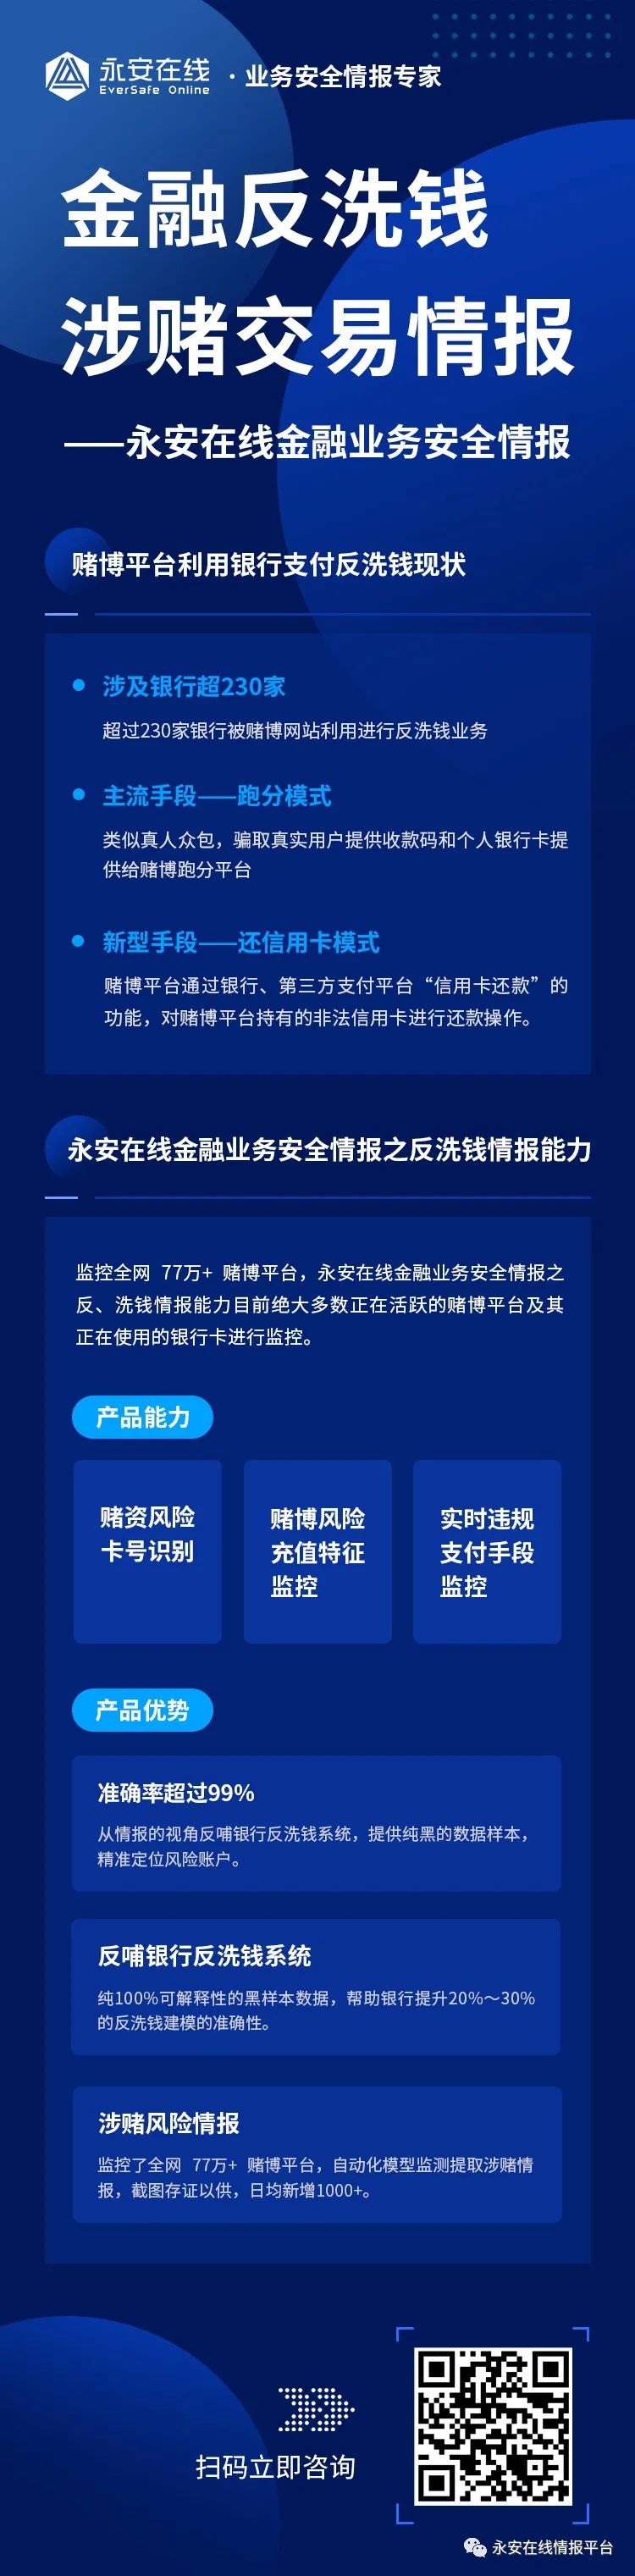 永安在线
EverSafe Online
·业务安全情报专家
金融反洗钱
涉赌交易情报
——永安在线金融业务安全情报
赌博平台利用银行支付反洗钱现状
涉及银行超230家
超过230家银行被赌博网站利用进行反洗钱业务
主流手段——跑分模式
类似真人众包，骗取真实用户提供收款码和个人银行卡提
供给赌博跑分平台
新型手段——还信用卡模式
赌博平台通过银行、第三方支付平台“信用卡还款”的
功能，对赌博平台持有的非法信用卡进行还款操作。
永安在线金融业务安全情报之反洗钱情报能力
监控全网 77万+ 赌博平台，永安在线金融业务安全情报之
反、洗钱情报能力目前绝大多数正在活跃的赌博平台及其
正在使用的银行卡进行监控。
产品能力
赌资风险
卡号识别
赌博风险
充值特征
监控
实时违规
支付手段
监控
产品优势
准确率超过99%
从情报的视角反哺银行反洗钱系统，提供纯黑的数据样本，
精准定位风险账户。
反哺银行反洗钱系统
纯100%可解释性的黑样本数据，帮助银行提升20%～30%
的反洗钱建模的准确性。
涉赌风险情报
监控了全网 77万+ 赌博平台，自动化模型监测提取涉赌情
报，截图存证以供，日均新增1000+。
扫码立即咨询
永安在线情报平台